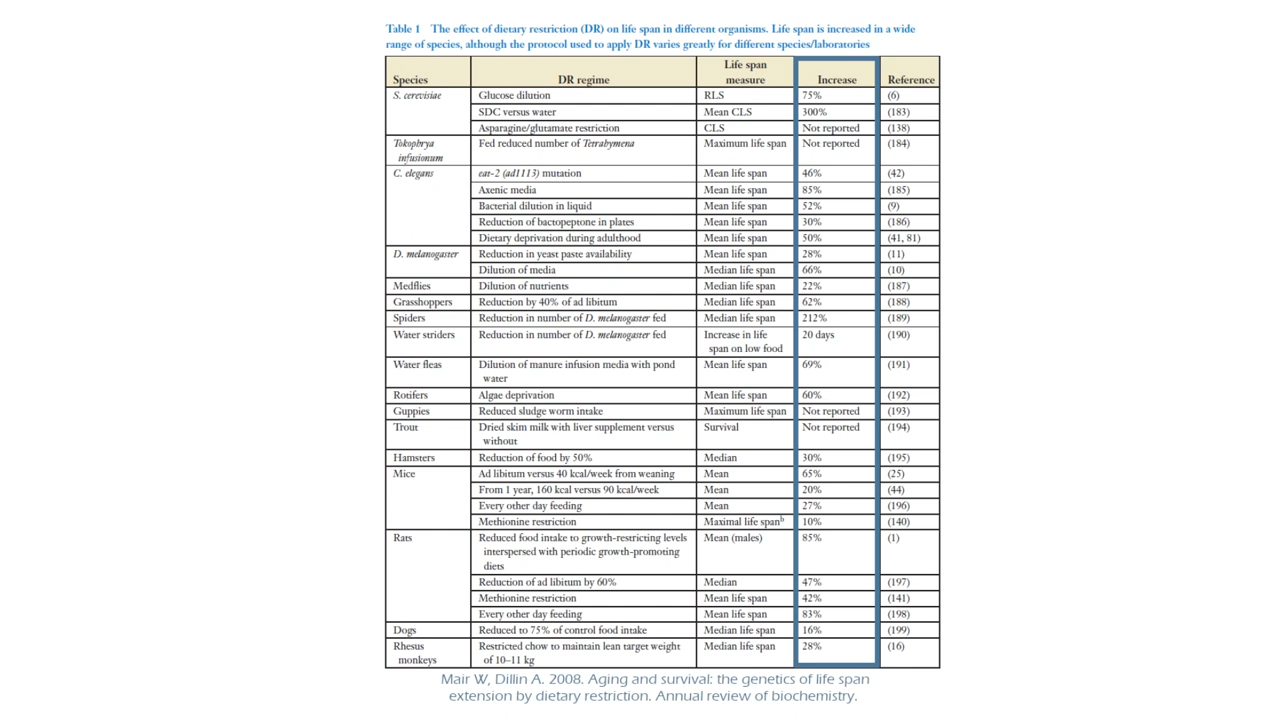 Table 1 The effect of dietary restriction (DR) on life span in different organisms. Life span is increased in a wide
range of species, although the protocol used to apply DR varies greatly for different species/laboratories
Species DR regime Life span measure Increase Reference
S. cerevisiae Glucose dilution RLS 75% (6)
SDC versus water Mean CLS 300% (183)
Asparagine/glutamate restriction CLS Not reported (138)
Tokophrya Fed reduced number of Tetrahymena Maximum life span Not reported (184)
infusionum
C. elegans eat-2 (ad1113) mutation Mean life span 46% (42)
Axenic media Mean life span 85% (185)
Bacterial dilution in liquid Mean life span 52% (9)
Reduction of bactopeptone in plates Mean life span 30% (186)
Dietary deprivation during adulthood Mean life span 50% (41, 81)
D. melanogaster Reduction in yeast paste availability Mean life span 28% (11)
Dilution of media Median life span 66% (10)
Medflies Dilution of nutrients Median life span 22% (187)
Grasshoppers Reduction by 40% of ad libitum Median life span 62% (188)
Spiders Reduction in number of D. melanogaster fed Median life span 212% (189)
Water striders Reduction in number of D. melanogaster fed Increase in life 20 days (190)
span on low food
Water fleas Dilution of manure infusion media with pond Mean life span 69% (191)
water
Rotifers Algae deprivation Mean life span 60% (192)
Guppies Reduced sludge worm intake Maximum life span Not reported (193)
Trout Dried skim milk with liver supplement versus Survival Not reported (194)
without
Hamsters Reduction of food by 50% Median 30% (195)
Mice Ad libitum versus 40 kcal/week from weaning Mean 65% (25)
From 1 year, 160 kcal versus 90 kcal/week Mean 20% (44)
Every other day feeding Mean 27% (196)
Methionine restriction Maximal life spanb 10% (140)
Rats Reduced food intake to growth-restricting levels Mean (males) 85% (1)
interspersed with periodic growth-promoting
diets
Reduction of ad libitum by 60% Median 47% (197)
Methionine restriction Mean life span 42% (141)
Every other day feeding Mean life span 83% (198)
Dogs Reduced to 75% of control food intake Median life span 16% (199)
Rhesus Restricted chow to maintain lean target weight Median life span 28% (16)
monkeys of 10–11 kg
Mair W, Dillin A. 2008. Aging and survival: the genetics of life span
extension by dietary restriction. Annual review of biochemistry.